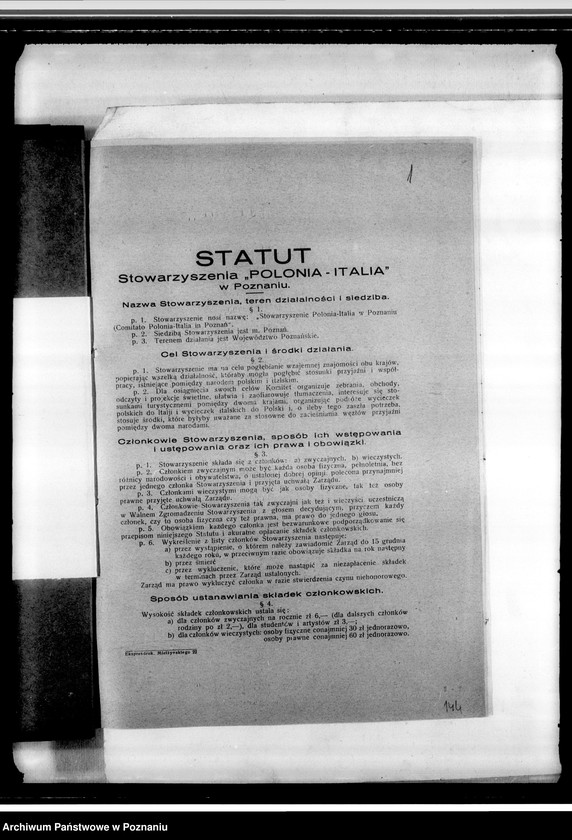 1
STATUT
Stowarzyszenia „POLONIA - ITALIA"
w Poznaniu.
Nazwa Stowarzyszenia, teren działalności i siedziba.
§ 1.
p. 1. Stowarzyszenie nosi nazwę: „Stowarzyszenie Polonia-Italia w Poznaniu
(Comitato Polonia-Italia in Poznań".
p. 2. Siedzibą Stowarzyszenia jest m. Poznań.
p. 3. Terenem działania jest Województwo Poznańskie.
Cel Stowarzyszenia i środki działania.
§ 2.
p. 1. Stowarzyszenie ma na celu pogłębianie wzajemnej znajomości obu krajów,
popierając wszelką działalność, któraby mogła pogłębić stosunki przyjaźni i współ-
pracy, istniejące pomiędzy narodem polskim i italskim.
p. 2. Dla osiągnięcia swoich celów Komitet organizuje zebrania, obchody,
odczyty i projekcje świetlne, ułatwia i zaofiarowuje tłumaczenia, interesuje się sto-
sunkami turystycznemi pomiędzy dwoma krajami, organizując podróże wycieczek
polskich do Italji i wycieczek italskich do Polski i, o ileby tego zaszła potrzeba,
stosuje środki, które byłyby uważane za stosowne do zacieśnienia węzłów przyjaźni
pomiędzy dwoma narodami.
Członkowie Stowarzyszenia, sposób ich wstępowania
i ustępowania oraz ich prawa i obowiązki.
§ 3.
p. 1. Stowarzyszenie składa się z członków: a) zwyczajnych, b) wieczystych.
p. 2. Członkiem zwyczajnym może być każda osoba fizyczna, pełnoletnia, bez
różnicy narodowości i obywatelstwa, o ustalonej dobrej opinji, polecona przynajmniej
przez jednego członka Stowarzyszenia i przyjęta uchwałą Zarządu.
p. 3. Członkami wieczystymi mogą być jak osoby fizyczne, tak też osoby
prawne przyjęte uchwałą Zarządu.
p. 4. Członkowie Stowarzyszenia tak zwyczajni jak też i wieczyści uczestniczą
w Walnem Zgromadzeniu Stowarzyszenia z głosem decydującym, przyczem każdy
członek, czy to osoba fizyczna czy też prawna, ma prawo do jednego głosu.
p. 5. Obowiązkiem każdego członka jest bezwarunkowe podporządkowanie się
przepisom niniejszego Statutu i akuratne opłacanie składek członkowskich.
p. 6. Wykreślenie z listy członków Stowarzyszenia następuje:
a) przez wystąpienie, o którem należy zawiadomić Zarząd do 15 grudnia
każdego roku, w przeciwnym razie obowiązuje składka na rok następny
b) przez śmierć
c) przez wykluczenie, które może nastąpić za niezapłacenie składek
w terminach przez Zarząd ustalonych.
Zarząd ma prawo wykluczyć członka w razie stwierdzenia czynu niehonorowego.
Sposób ustanawiania składek członkowskich.
§ 4.
Wysokość składek członkowskich ustala się:
a) dla członków zwyczajnych na rocznie zł 6,— (dla dalszych członków
rodziny po zł 2,—), dla studentów i artystów zł 3,—;
b) dla członków wieczystych: osoby fizyczne conajmniej 30 zł jednorazowo,
osoby prawne conajmniej 60 zł jednorazowo.
Mielżyńskiego
144
Archiwum Państwowe w Poznaniu